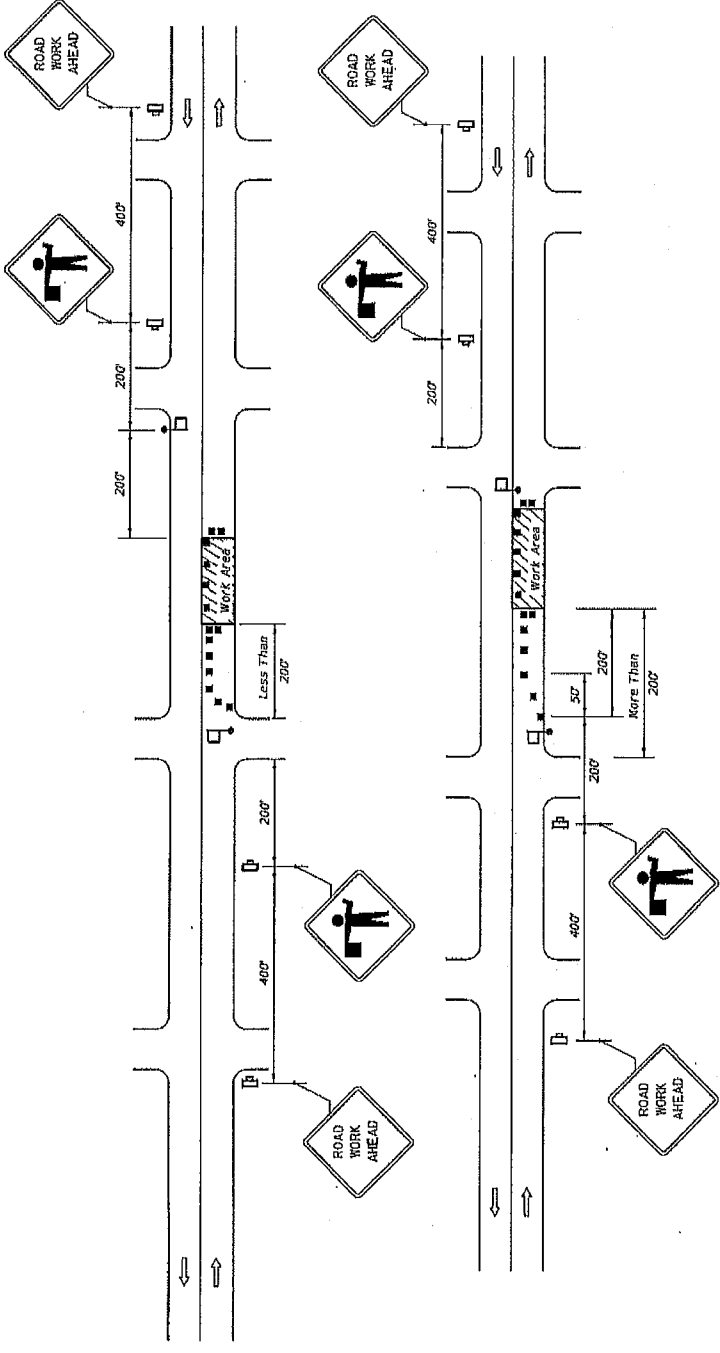 ROAD
WORK
AHEAD
400'
200'
200'
Work Area
Less Than
200'
200'
400'
ROAD
WORK
AHEAD
ROAD
WORK
AHEAD
400'
200'
Work Area
200'
50'
More Than
200'
200'
400'
ROAD
WORK
AHEAD